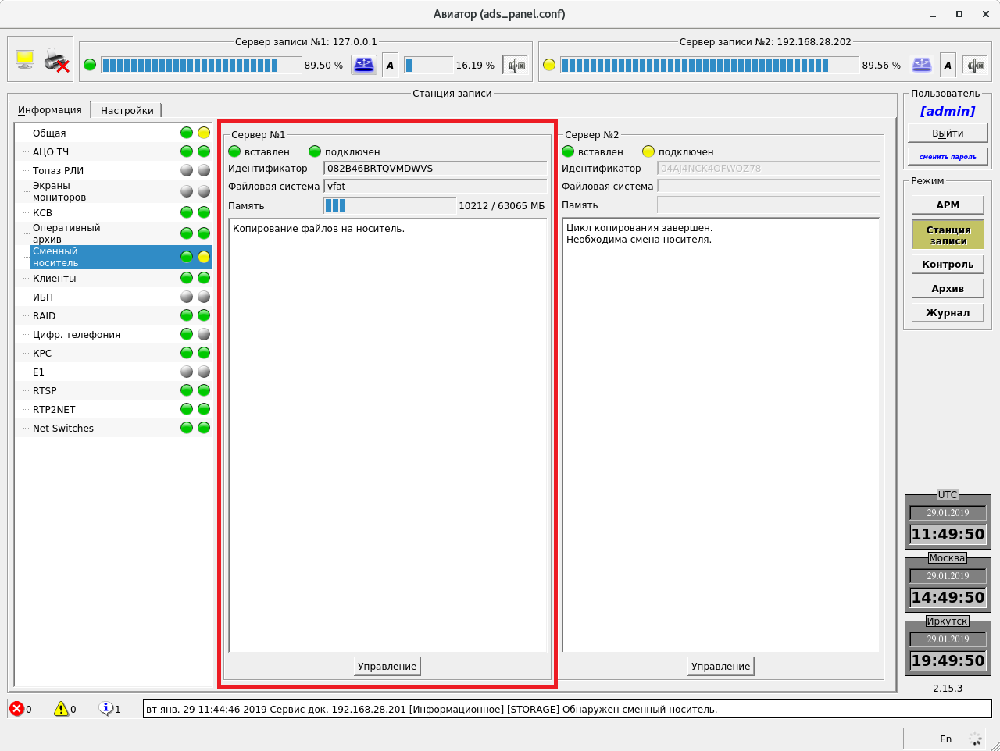 Авиатор (ads_panel.conf)
Сервер записи №1: 127.0.0.1
89.50 %
A
16.19 %
Сервер записи №2: 192.168.28.202
89.56 %
A
Станция записи
Информация
Настройки
Общая
АЦО ТЧ
Топаз РЛИ
Экраны
мониторов
КСВ
Оперативный
архив
Сменный
носитель
Клиенты
ИБП
RAID
Цифр. телефония
КРС
E1
RTSP
RTP2NET
Net Switches
Сервер №1
вставлен
подключен
Идентификатор
082B46BRTQVMDWVS
Файловая система
vfat
Память
10212 / 63065 МБ
Копирование файлов на носитель.
Управление
Сервер №2
вставлен
подключен
Идентификатор
04AJ4NCK4OFWOZ78
Файловая система
Память
Цикл копирования завершен.
Необходима смена носителя.
Управление
Пользователь
[admin]
Выйти
сменить пароль
Режим
АРМ
Станция
записи
Контроль
Архив
Журнал
UTC
29.01.2019
11:49:50
Москва
29.01.2019
14:49:50
Иркутск
29.01.2019
19:49:50
2.15.3
0
0
1
вт янв. 29 11:44:46 2019 Сервис док. 192.168.28.201 [Информационное] [STORAGE] Обнаружен сменный носитель.
En